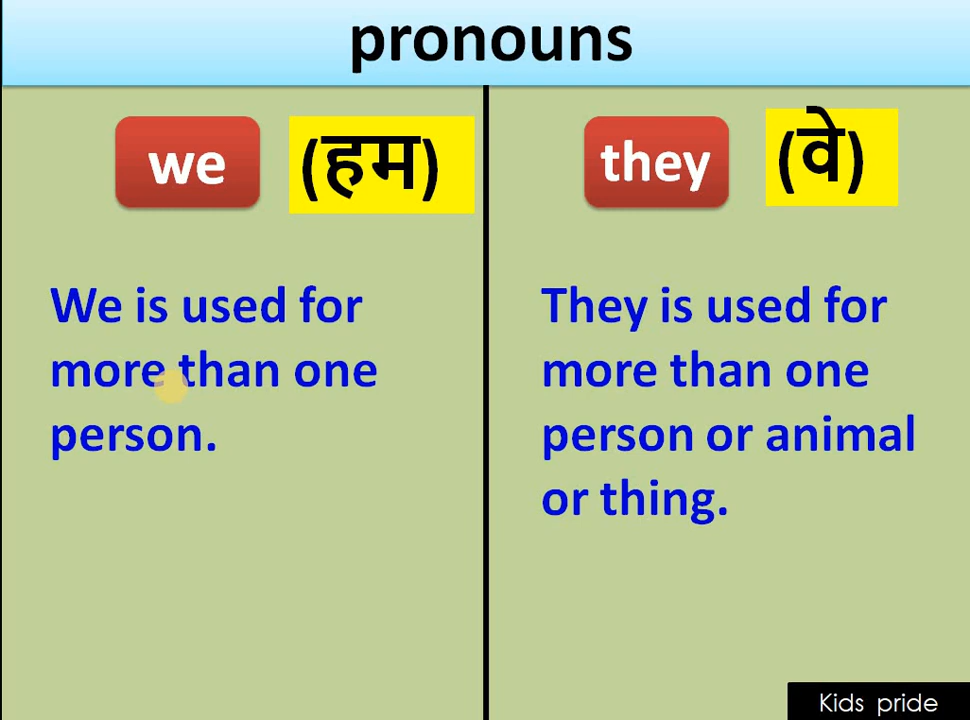 pronouns
we (हम)
We is used for
more than one
person.
they (वे)
They is used for
more than one
person or animal
or thing.
Kids pride